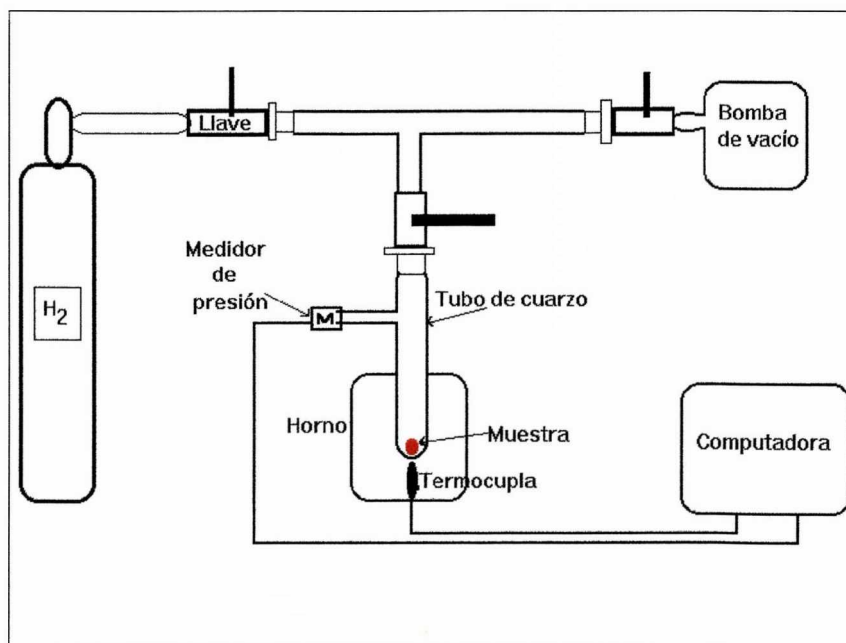 Llave
Bomba
de vacío
Medidor
de
presión
H2
Tubo de cuarzo
M
Horno
Muestra
Termocupla
Computadora